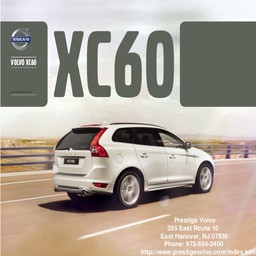 VOLVO
VOLVO XC60
XC60
XC60
Prestige Volvo
285 East Route 10
East Hanover, NJ 07936
Phone: 973-884-2400
http://www.prestigevolvo.com/index.htm